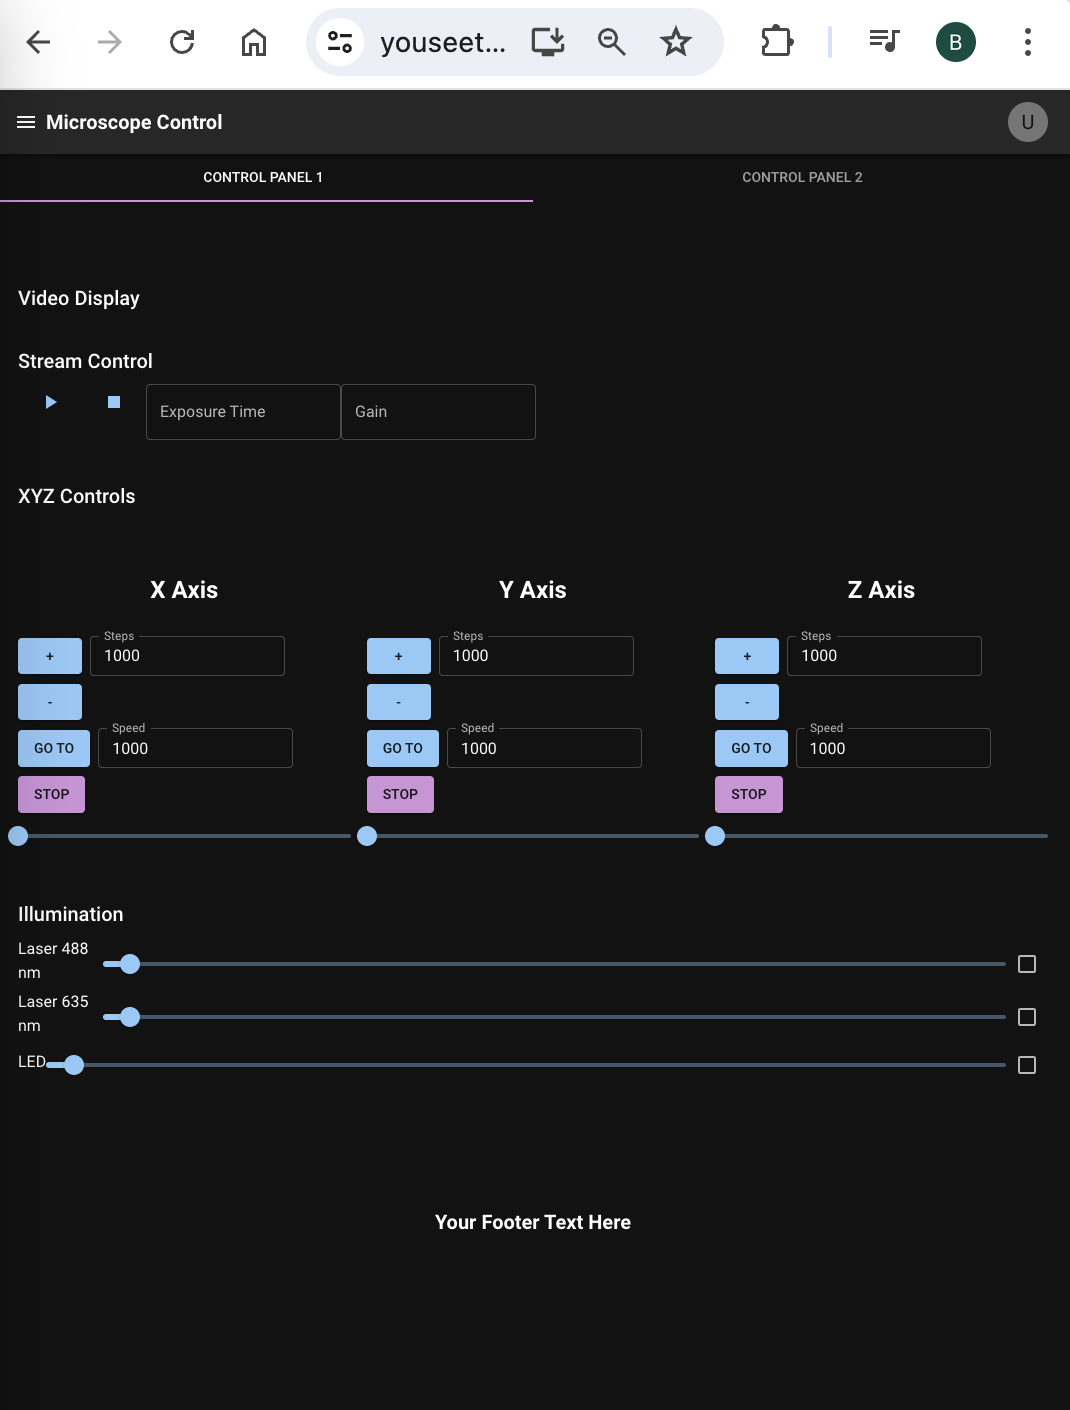 youseet...
B
Microscope Control
U
CONTROL PANEL 1
CONTROL PANEL 2
Video Display
Stream Control
Exposure Time
Gain
XYZ Controls
X Axis
Y Axis
Z Axis
Steps
Steps
Steps
+
1000
+
1000
+
1000
-
-
-
Speed
Speed
Speed
GO TO
1000
GO TO
1000
GO TO
1000
STOP
STOP
STOP
Illumination
Laser 488
nm
Laser 635
nm
LED
Your Footer Text Here